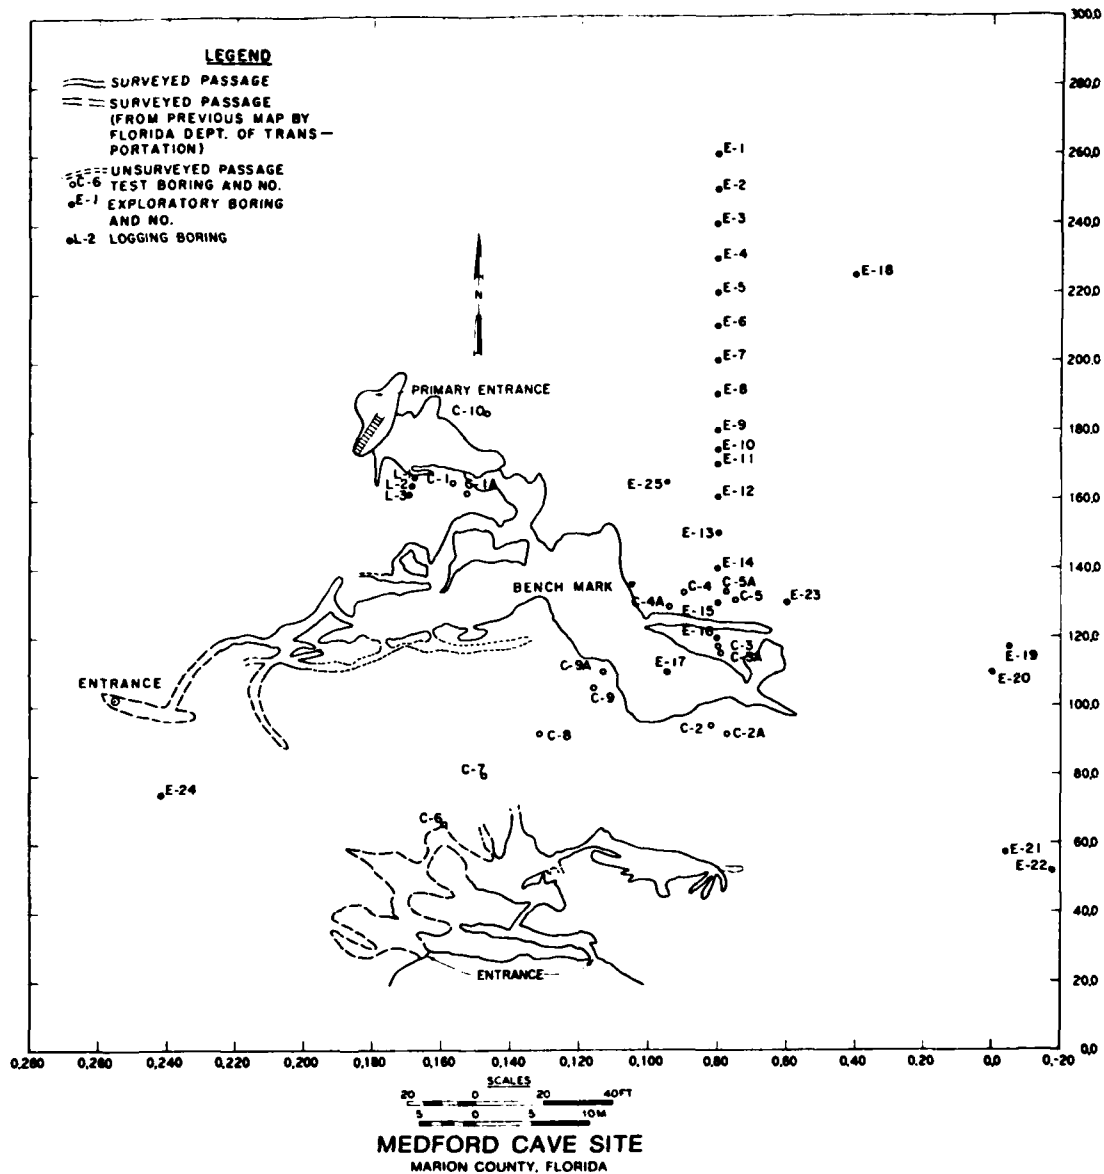 LEGEND
SURVEYED PASSAGE
SURVEYED PASSAGE
(FROM PREVIOUS MAP BY
FLORIDA DEPT. OF TRANS—
PORTATION)
UNSURVEYED PASSAGE
C-6 TEST BORING AND NO.
E-1 EXPLORATORY BORING
AND NO.
L-2 LOGGING BORING
N
300,0
260,0
240,0
220,0
200,0
180,0
160,0
140,0
120,0
100,0
80,0
60,0
40,0
20,0
0,0
E-1
E-2
E-3
E-4
E-18
E-5
E-6
E-7
PRIMARY ENTRANCE
E-8
C-10
E-9
E-10
E-11
L-1
C-1
C-1A
L-2
E-25
E-12
L-3
E-13
E-14
BENCH MARK
C-4
C-5A
C-5
E-23
C-4A
E-15
E-16
C-3
C-3A
E-19
C-9A
E-17
E-20
ENTRANCE
C-9
C-2
C-2A
C-8
C-7
E-24
C-6
E-21
E-22
ENTRANCE
0,280 0,260 0,240 0,220 0,200 0,180 0,160 0,140 0,120 0,100 0,80 0,60 0,40 0,0 0,-20
SCALES
20 0 20 40FT
5 0 5 10M
MEDFORD CAVE SITE
MARION COUNTY, FLORIDA